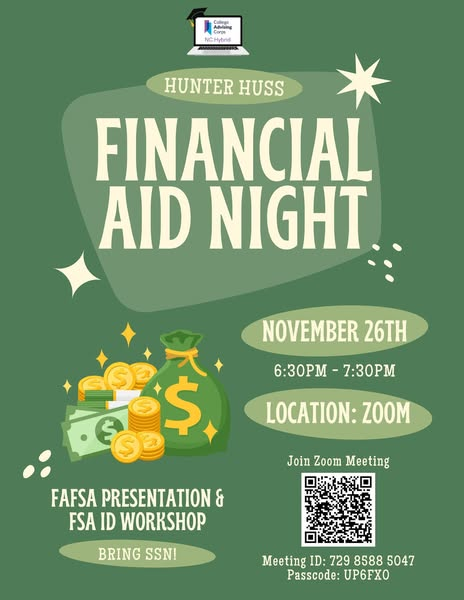 College
Advising
Corps
NC Hybrid
HUNTER HUSS
FINANCIAL
AID NIGHT
NOVEMBER 26TH
6:30PM - 7:30PM
LOCATION: ZOOM
$ $ $
$
$
$ $
FAFSA PRESENTATION &
FSA ID WORKSHOP
BRING SSN!
Join Zoom Meeting
Meeting ID: 729 8588 5047
Passcode: UP6FXO